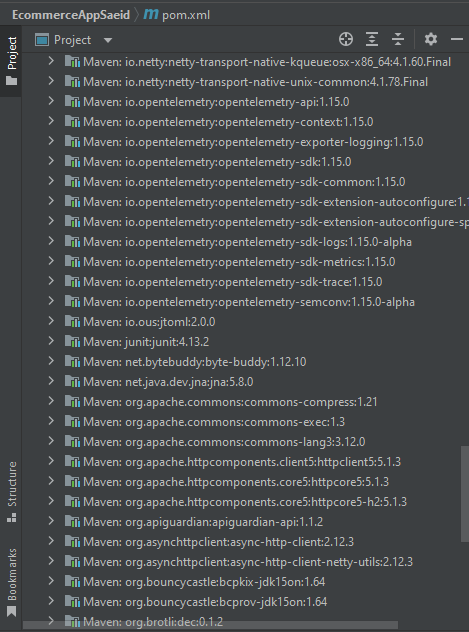 EcommerceAppSaeid
pom.xml
Project
Project
Maven: io.netty:netty-transport-native-kqueue:osx-x86_64:4.1.60.Final
Maven: io.netty:netty-transport-native-unix-common:4.1.78.Final
Maven: io.opentelemetry:opentelemetry-api:1.15.0
Maven: io.opentelemetry:opentelemetry-context:1.15.0
Maven: io.opentelemetry:opentelemetry-exporter-logging:1.15.0
Maven: io.opentelemetry:opentelemetry-sdk:1.15.0
Maven: io.opentelemetry:opentelemetry-sdk-common:1.15.0
Maven: io.opentelemetry:opentelemetry-sdk-extension-autoconfigure:1.1
Maven: io.opentelemetry:opentelemetry-sdk-extension-autoconfigure-sp
Maven: io.opentelemetry:opentelemetry-sdk-logs:1.15.0-alpha
Maven: io.opentelemetry:opentelemetry-sdk-metrics:1.15.0
Maven: io.opentelemetry:opentelemetry-sdk-trace:1.15.0
Maven: io.opentelemetry:opentelemetry-semconv:1.15.0-alpha
Maven: io.ous:jtoml:2.0.0
Maven: junit:junit:4.13.2
Maven: net.bytebuddy:byte-buddy:1.12.10
Maven: net.java.dev.jna:jna:5.8.0
Maven: org.apache.commons:commons-compress:1.21
Maven: org.apache.commons:commons-exec:1.3
Maven: org.apache.commons:commons-lang3:3.12.0
Maven: org.apache.httpcomponents.client5:httpclient5:5.1.3
Maven: org.apache.httpcomponents.core5:httpcore5:5.1.3
Maven: org.apache.httpcomponents.core5:httpcore5-h2:5.1.3
Maven: org.apiguardian:apiguardian-api:1.1.2
Maven: org.asynchttpclient:async-http-client:2.12.3
Maven: org.asynchttpclient:async-http-client-netty-utils:2.12.3
Maven: org.bouncycastle:bcpkix-jdk15on:1.64
Maven: org.bouncycastle:bcprov-jdk15on:1.64
Maven: org.brotli:dec:0.1.2
Structure
Bookmarks